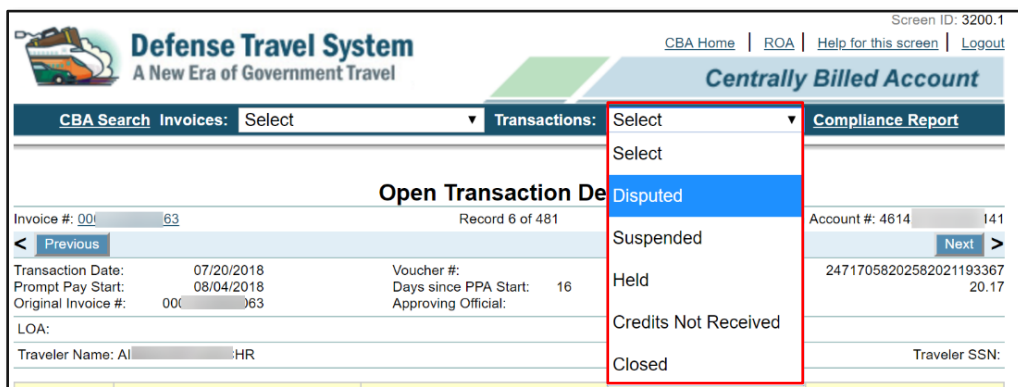 Screen ID: 3200.1
Defense Travel System
CBA Home | ROA | Help for this screen | Logout
A New Era of Government Travel
Centrally Billed Account
CBA Search Invoices: Select Transactions: Select Compliance Report
Select
Open Transaction De
Disputed
Invoice #: 00 63 Record 6 of 481 Account #: 4614 141
Suspended
< Previous Next >
Transaction Date: 07/20/2018 Voucher #: 24717058202582021193367
Held
Prompt Pay Start: 08/04/2018 Days since PPA Start: 16 20.17
Original Invoice #: 00 063 Approving Official:
Credits Not Received
LOA:
Closed
Traveler Name: Al HR Traveler SSN: